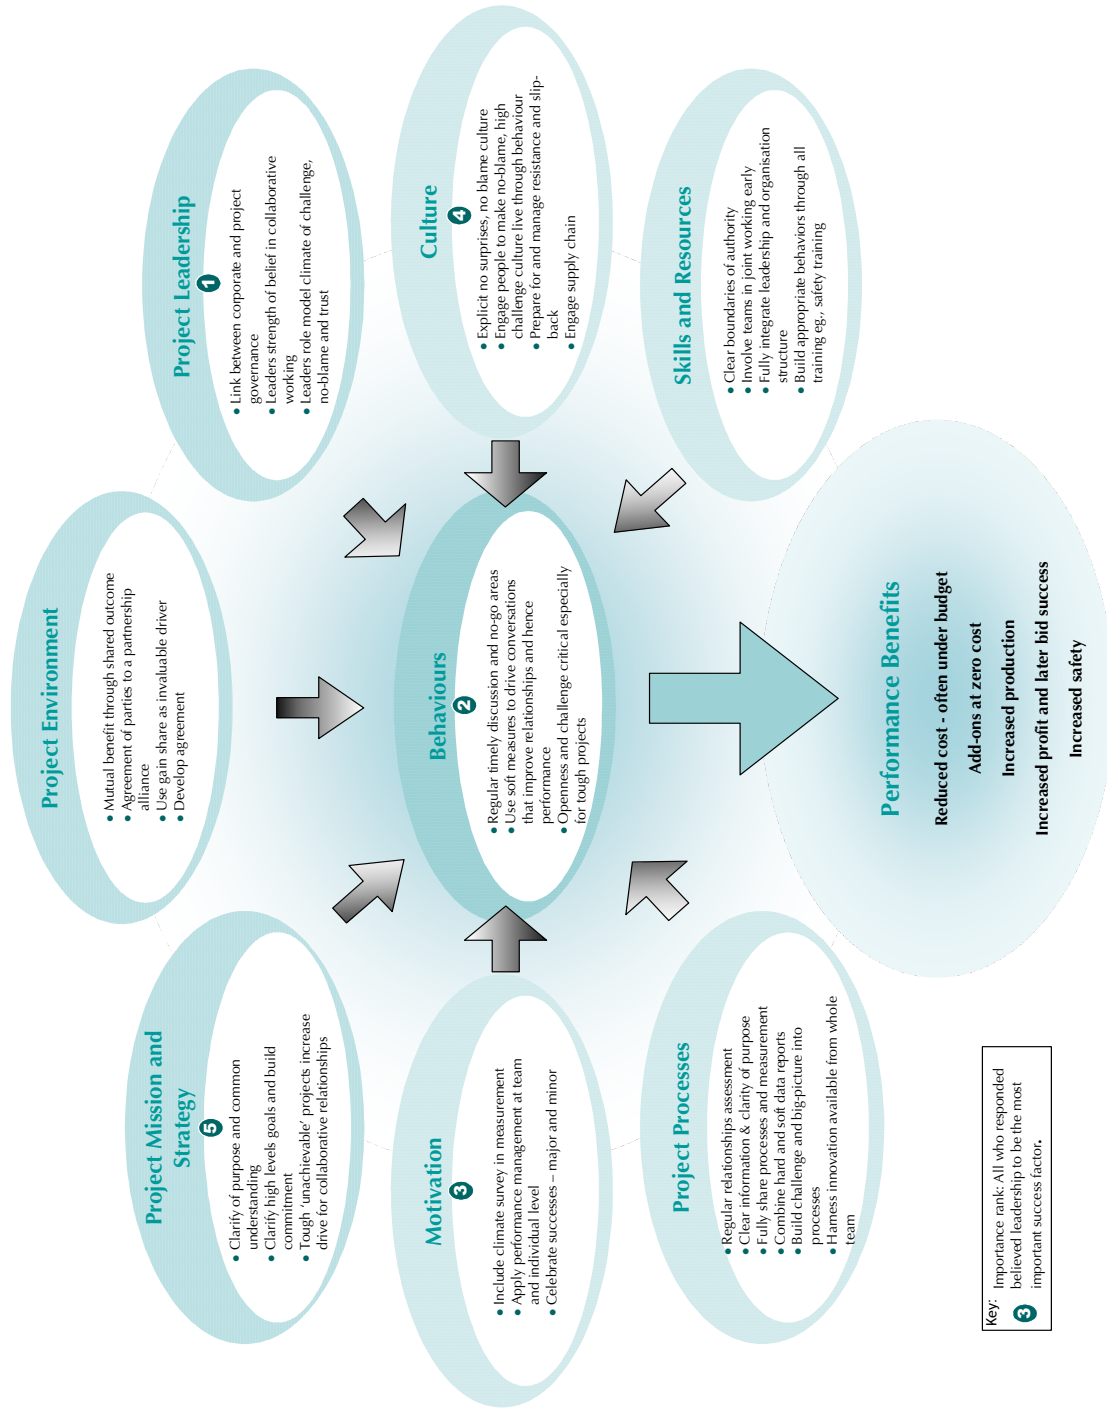 Project Environment
• Mutual benefit through shared outcome
• Agreement of parties to a partnership
alliance
• Use gain share as invaluable driver
• Develop agreement
Project Mission and
Strategy
5
• Clarify of purpose and common
understanding
• Clarify high levels goals and build
commitment
• Tough ‘unachievable’ projects increase
drive for collaborative relationships
Project Leadership
1
• Link between corporate and project
governance
• Leaders strength of belief in collaborative
working
• Leaders role model climate of challenge,
no-blame and trust
Motivation
3
• Include climate survey in measurement
• Apply performance management at team
and individual level
• Celebrate successes – major and minor
Behaviours
2
• Regular timely discussion and no-go areas
• Use soft measures to drive conversations
that improve relationships and hence
performance
• Openness and challenge critical especially
for tough projects
Culture
4
• Explicit no surprises, no blame culture
• Engage people to make no-blame, high
challenge culture live through behaviour
• Prepare for and manage resistance and slip-
back
• Engage supply chain
Project Processes
• Regular relationships assessment
• Clear information & clarity of purpose
• Fully share processes and measurement
• Combine hard and soft data reports
• Build challenge and big-picture into
processes
• Harness innovation available from whole
team
Skills and Resources
• Clear boundaries of authority
• Involve teams in joint working early
• Fully integrate leadership and organisation
structure
• Build appropriate behaviors through all
training eg., safety training
Performance Benefits
Reduced cost - often under budget
Add-ons at zero cost
Increased production
Increased profit and later bid success
Increased safety
Key: Importance rank: All who responded
3 believed leadership to be the most
important success factor.